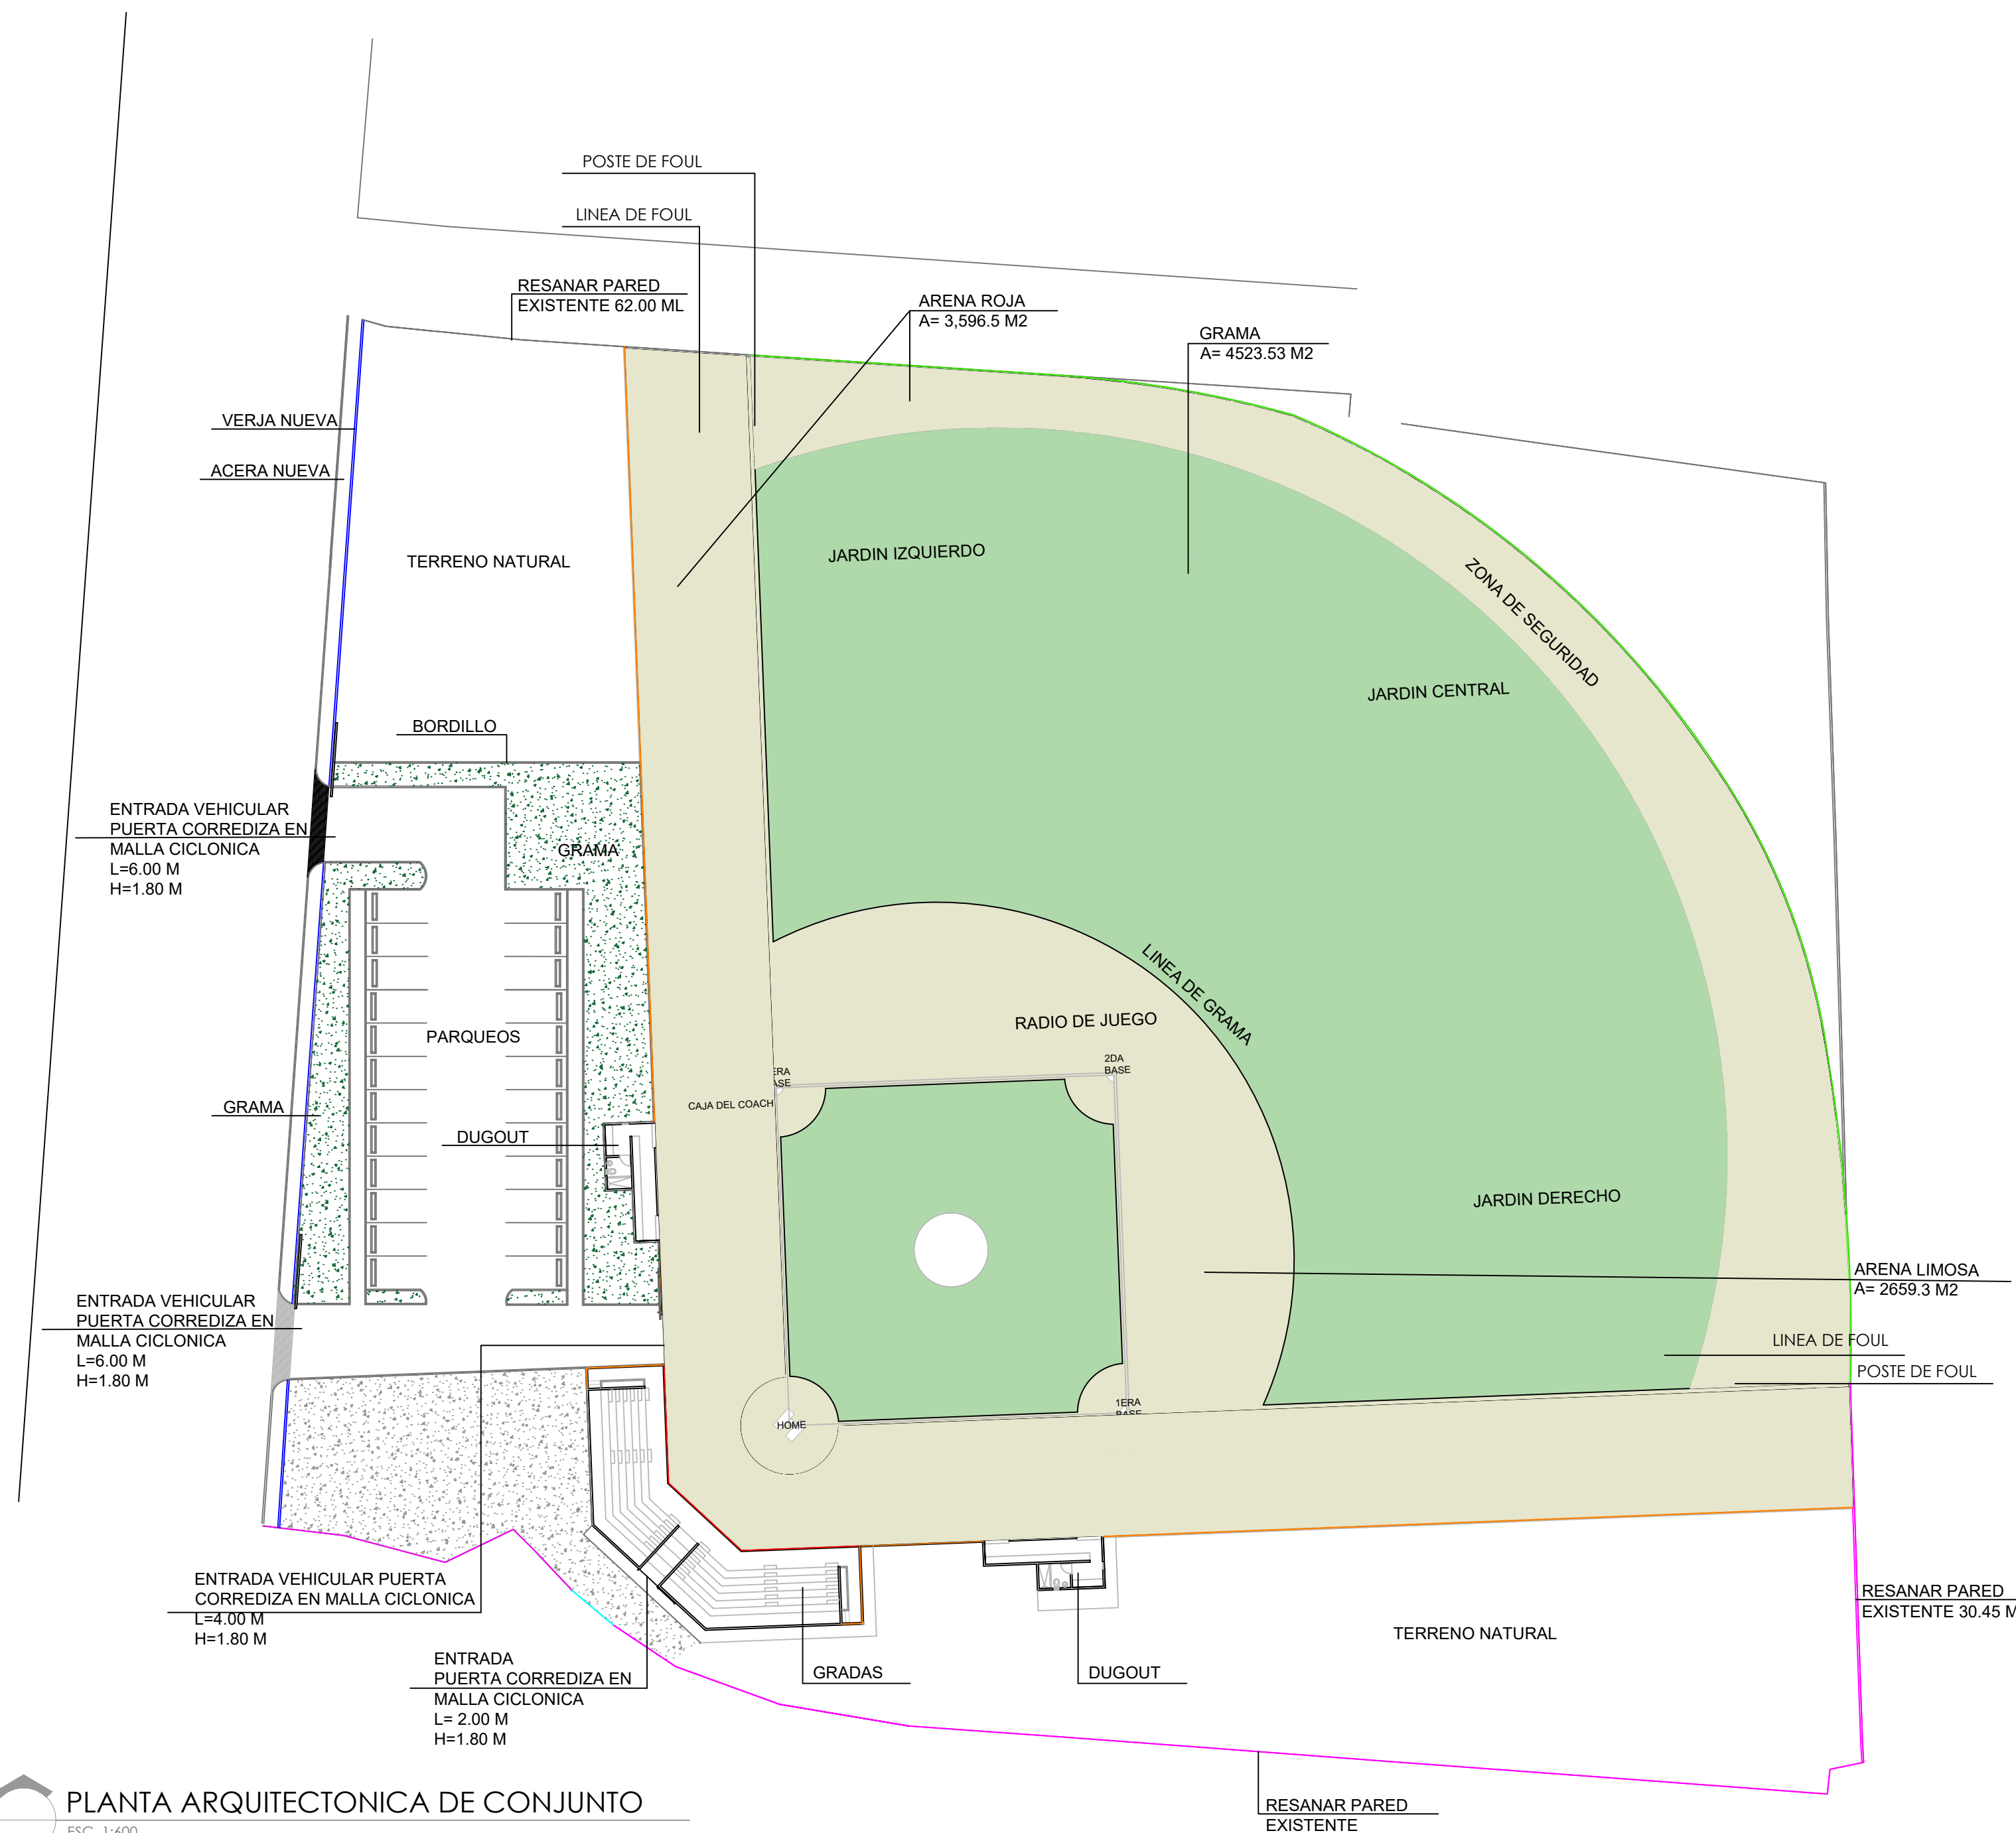 POSTE DE FOUL
LINEA DE FOUL
RESANAR PARED
EXISTENTE 62.00 ML
ARENA ROJA
A= 3,596.5 M2
GRAMA
A= 4523.53 M2
VERJA NUEVA
ACERA NUEVA
TERRENO NATURAL
JARDIN IZQUIERDO
ZONA DE SEGURIDAD
JARDIN CENTRAL
BORDILLO
ENTRADA VEHICULAR
PUERTA CORREDIZA EN
MALLA CICLONICA
L=6.00 M
H=1.80 M
GRAMA
LINEA DE GRAMA
RADIO DE JUEGO
PARQUEOS
2DA
BASE
ERA
ASE
CAJA DEL COACH
GRAMA
DUGOUT
JARDIN DERECHO
ARENA LIMOSA
A= 2659.3 M2
ENTRADA VEHICULAR
PUERTA CORREDIZA EN
MALLA CICLONICA
L=6.00 M
H=1.80 M
LINEA DE FOUL
POSTE DE FOUL
1ERA
BASE
HOME
ENTRADA VEHICULAR PUERTA
CORREDIZA EN MALLA CICLONICA
L=4.00 M
H=1.80 M
RESANAR PARED
EXISTENTE 30.45 M
TERRENO NATURAL
ENTRADA
PUERTA CORREDIZA EN
MALLA CICLONICA
L= 2.00 M
H=1.80 M
GRADAS
DUGOUT
PLANTA ARQUITECTONICA DE CONJUNTO
ESC. 1:600
RESANAR PARED
EXISTENTE